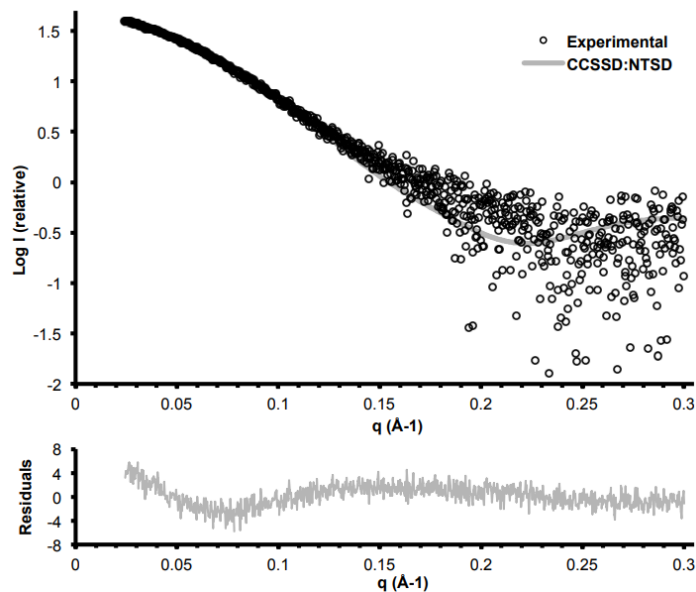 1.5
1
0.5
0
-0.5
-1
-1.5
-2
Log I (relative)
Experimental
CCSSD:NTSD
0 0.05 0.1 0.15 0.2 0.25 0.3
q (Å-1)
8
4
0
-4
-8
Residuals
0 0.05 0.1 0.15 0.2 0.25 0.3
q (Å-1)